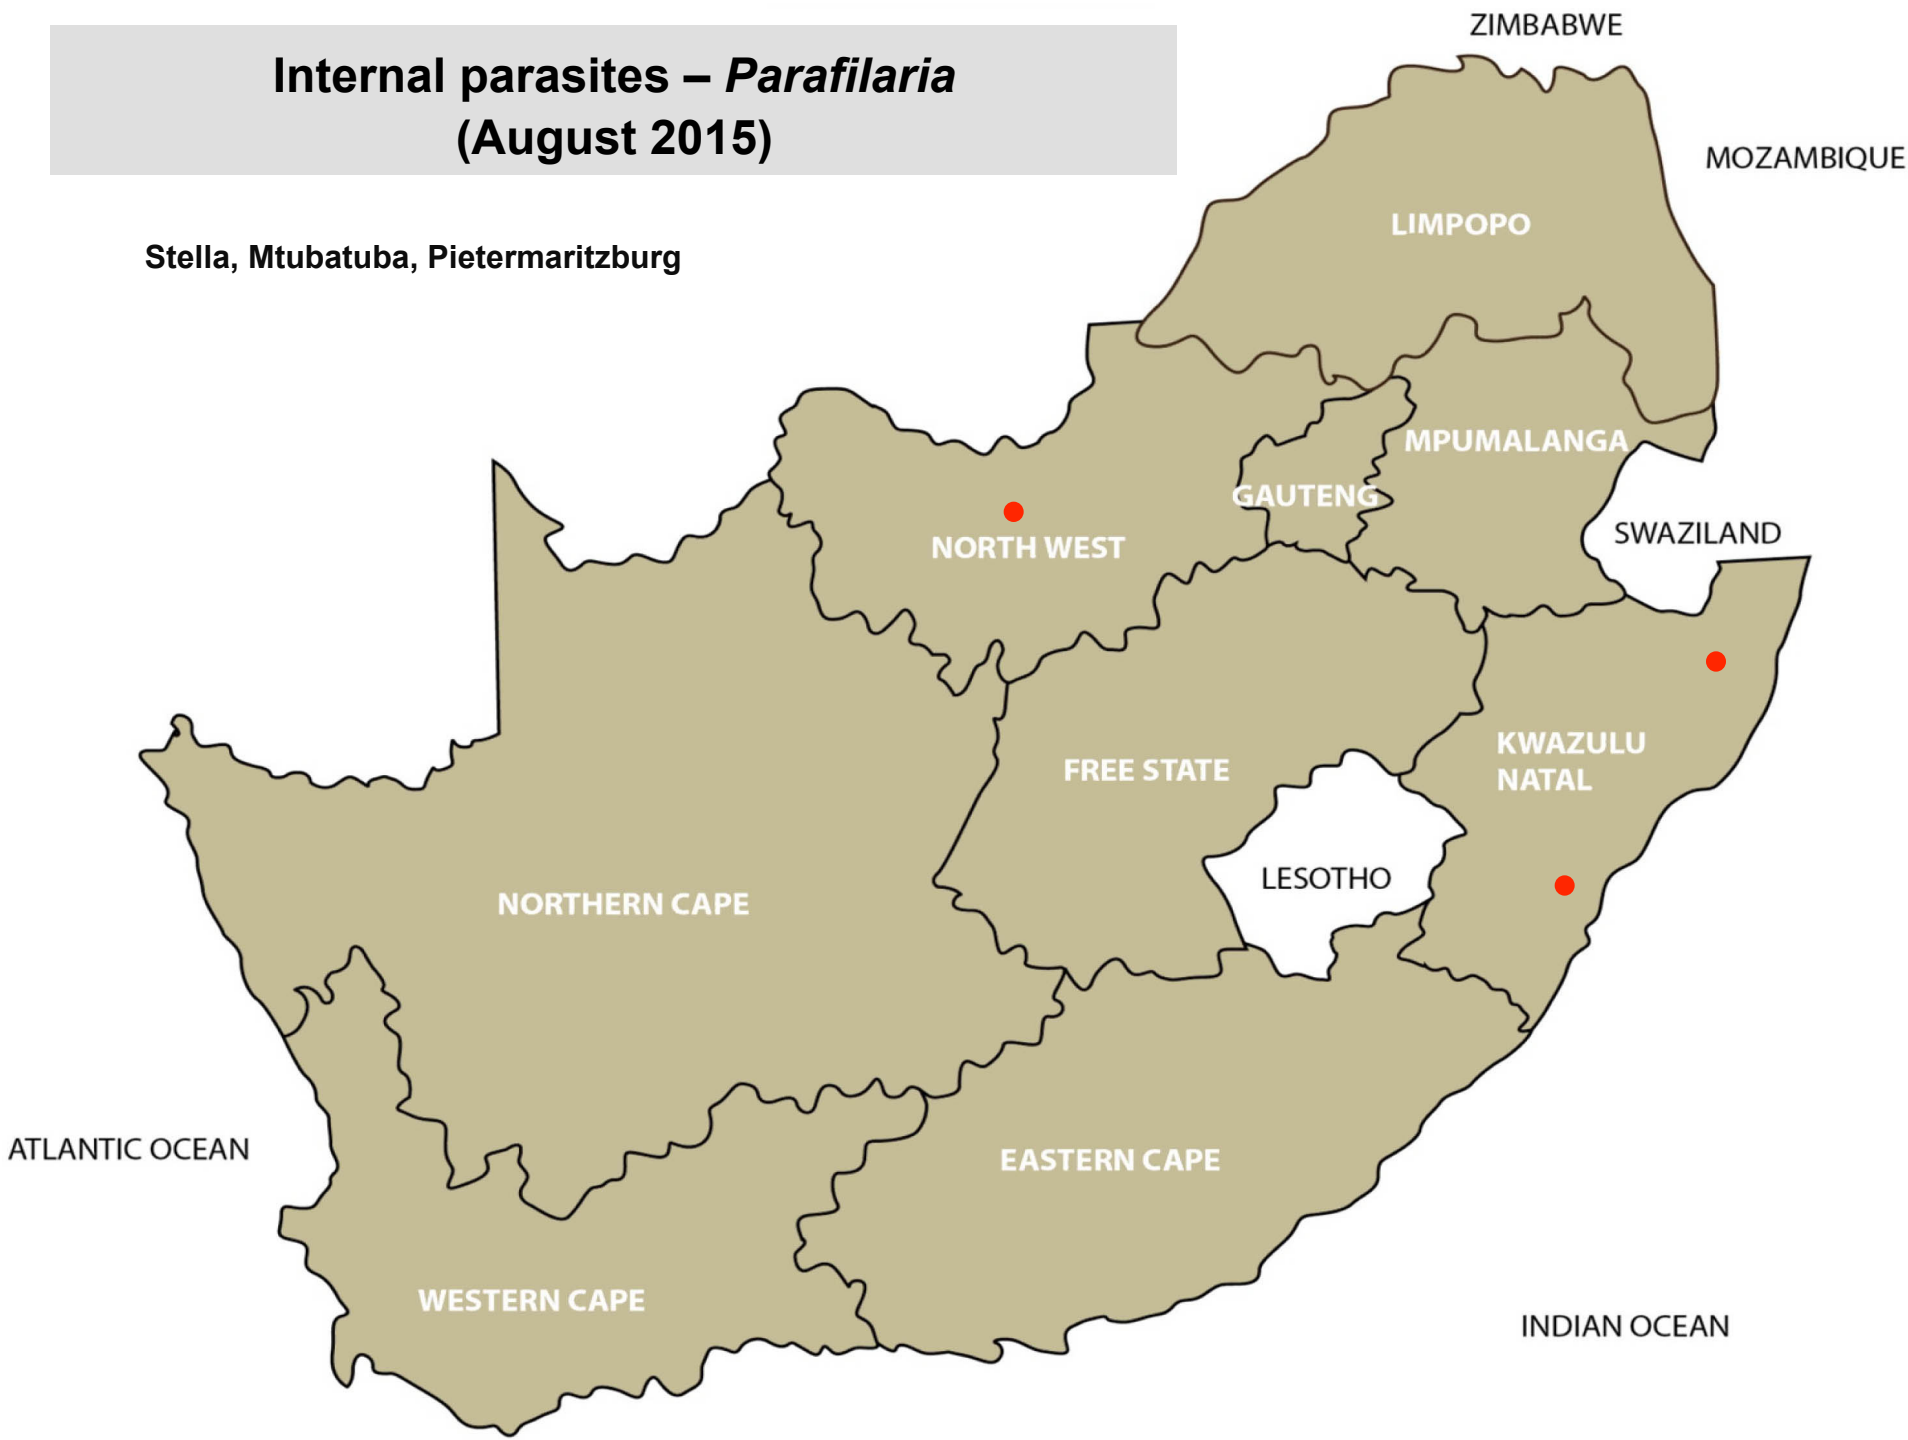 Internal parasites – Parafilaria
(August 2015)
Stella, Mtubatuba, Pietermaritzburg
ZIMBABWE
MOZAMBIQUE
LIMPOPO
MPUMALANGA
GAUTENG
SWAZILAND
NORTH WEST
KWAZULU
NATAL
FREE STATE
LESOTHO
NORTHERN CAPE
ATLANTIC OCEAN
EASTERN CAPE
WESTERN CAPE
INDIAN OCEAN